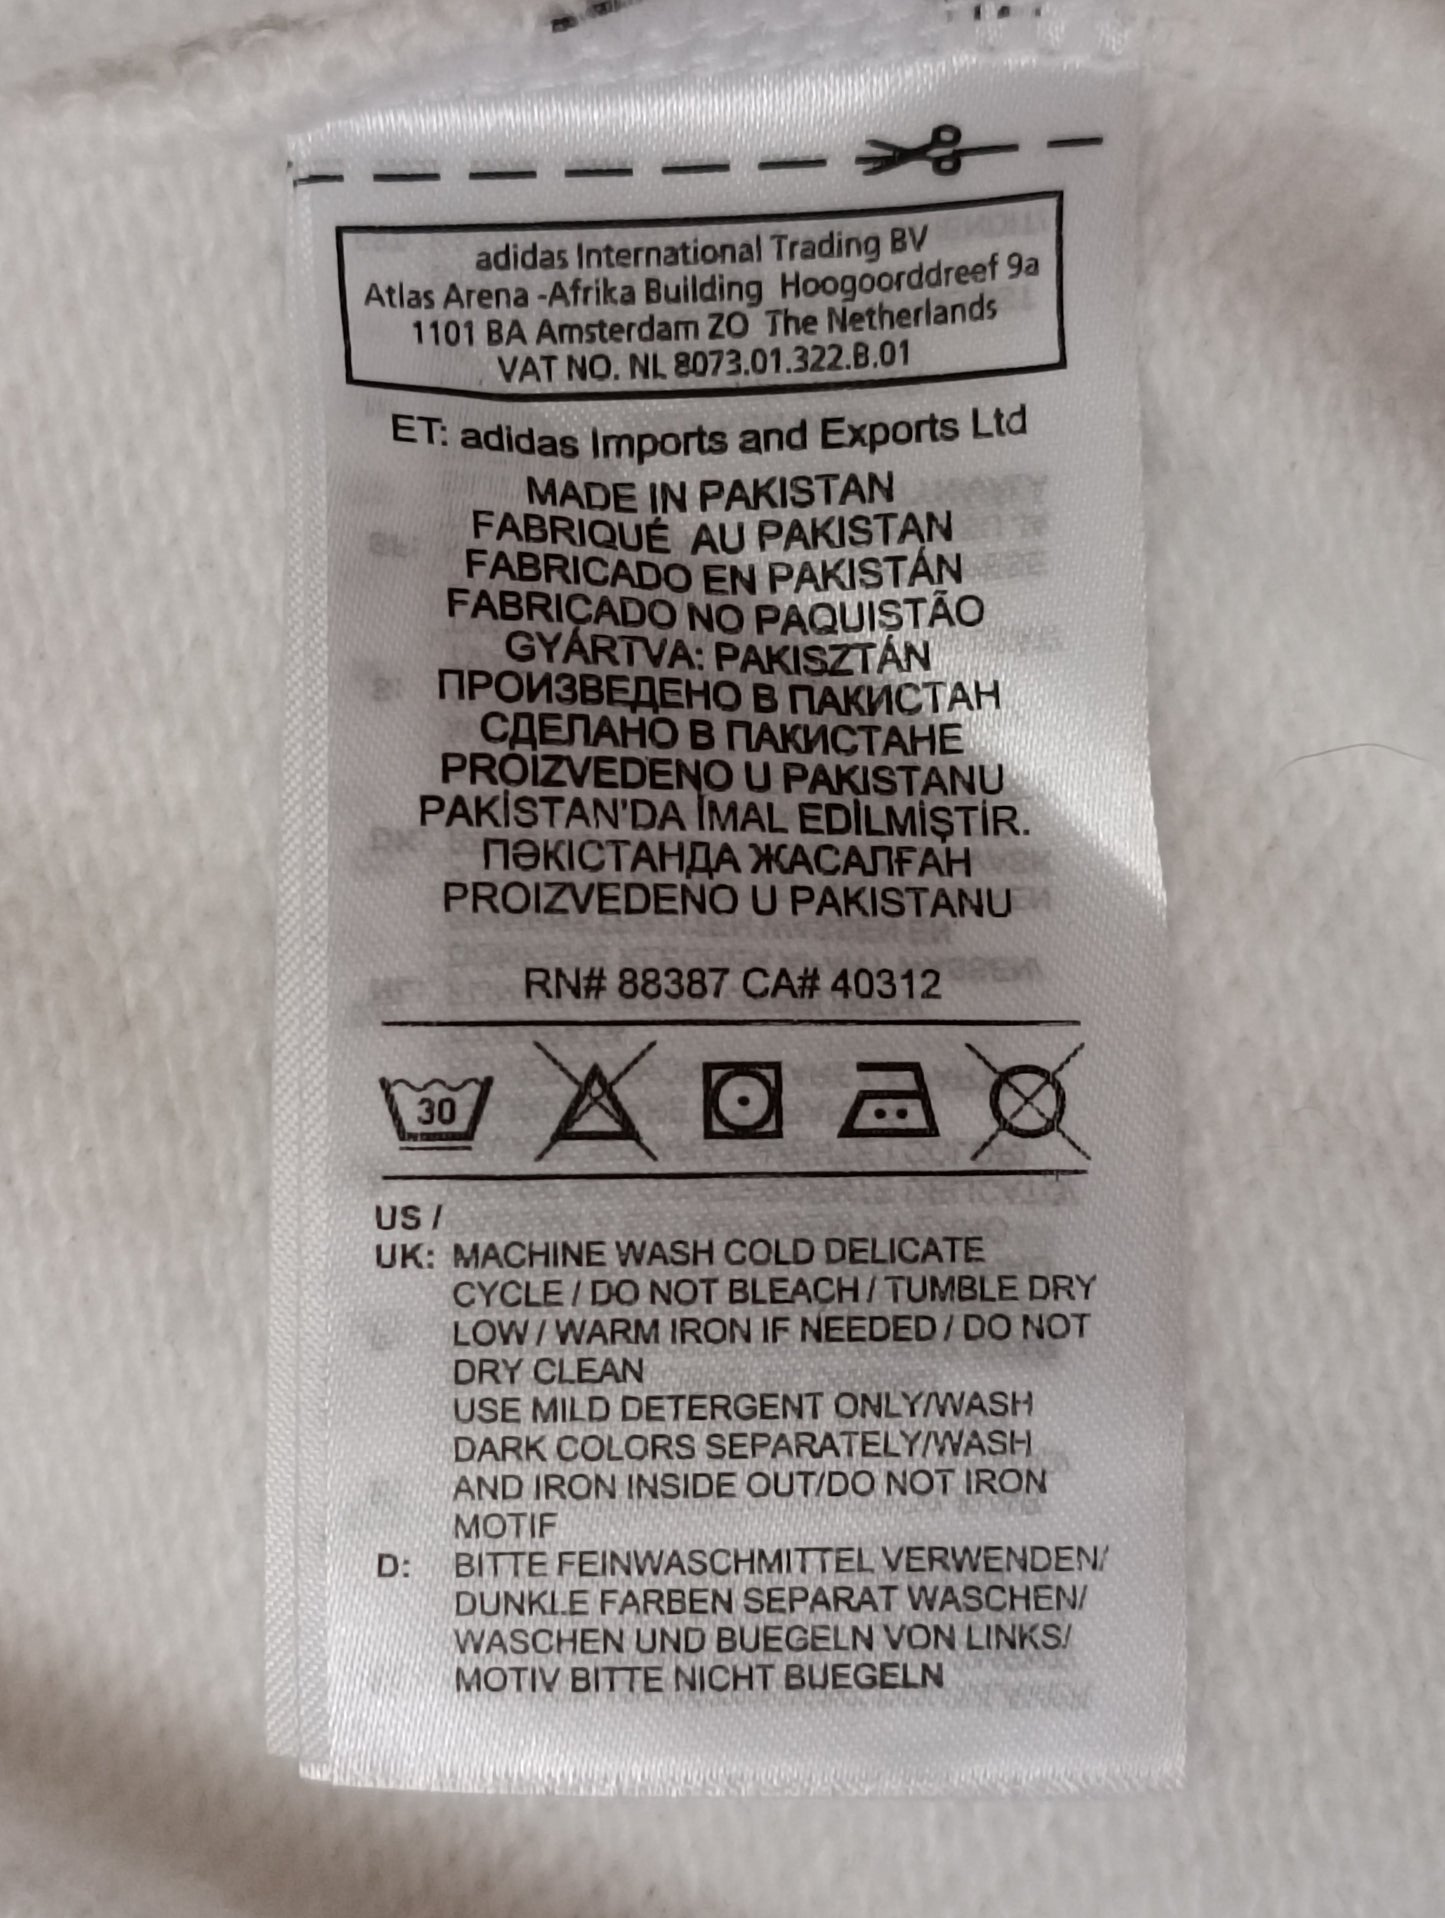 adidas International Trading BV
Atlas Arena -Afrika Building Hoogoorddreef 9a
1101 BA Amsterdam ZO The Netherlands
VAT NO. NL 8073.01.322.B.01
ET: adidas Imports and Exports Ltd
MADE IN PAKISTAN
FABRIQUÉ AU PAKISTAN
FABRICADO EN PAKISTÁN
FABRICADO NO PAQUISTÃO
GYÁRTVA: PAKISZTÁN
ПРОИЗВЕДЕНО В ПАКИСТАН
СДЕЛАНО В ПАКИСТАНЕ
PROIZVEDENO U PAKISTANU
PAKİSTAN'DA İMAL EDİLMİŞTİR.
ПӘКІСТАНДА ЖАСАЛҒАН
PROIZVEDENO U PAKISTANU
RN# 88387 CA# 40312
30
US /
UK: MACHINE WASH COLD DELICATE
CYCLE / DO NOT BLEACH / TUMBLE DRY
LOW / WARM IRON IF NEEDED / DO NOT
DRY CLEAN
USE MILD DETERGENT ONLY/WASH
DARK COLORS SEPARATELY/WASH
AND IRON INSIDE OUT/DO NOT IRON
MOTIF
D: BITTE FEINWASCHMITTEL VERWENDEN/
DUNKLE FARBEN SEPARAT WASCHEN/
WASCHEN UND BUEGELN VON LINKS/
MOTIV BITTE NICHT BUEGELN